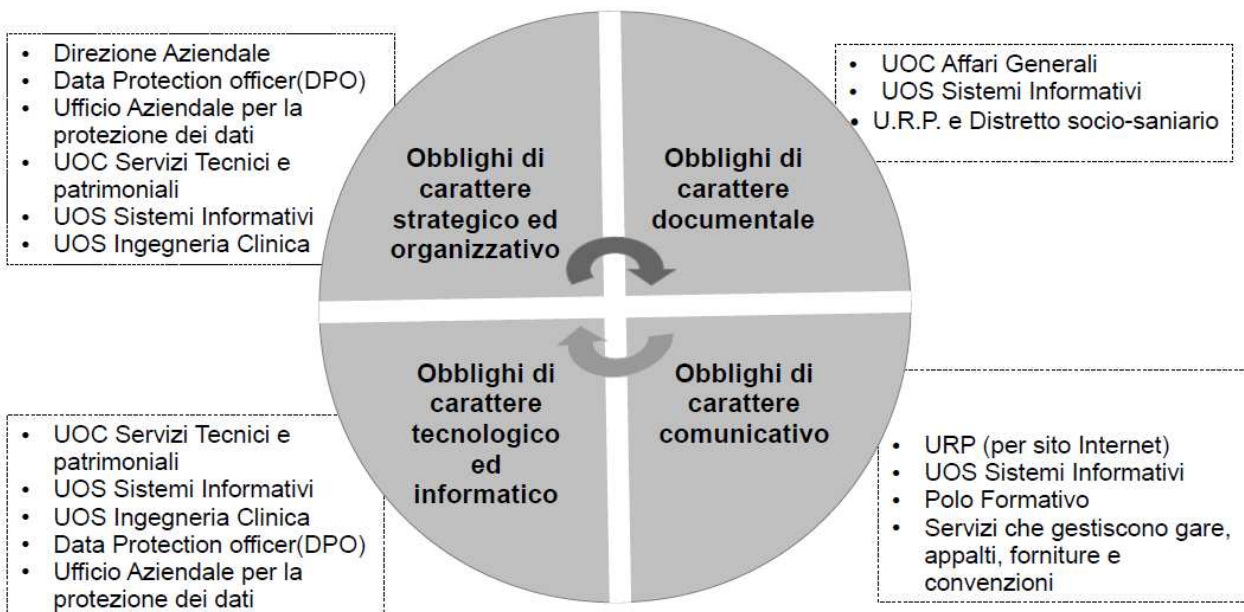 • Direzione Aziendale
• Data Protection officer(DPO)
• Ufficio Aziendale per la
protezione dei dati
• UOC Servizi Tecnici e
patrimoniali
• UOS Sistemi Informativi
• UOS Ingegneria Clinica
Obblighi di
carattere
strategico ed
organizzativo
Obblighi di
carattere
documentale
• UOC Affari Generali
• UOS Sistemi Informativi
• U.R.P. e Distretto socio-saniario
• UOC Servizi Tecnici e
patrimoniali
• UOS Sistemi Informativi
• UOS Ingegneria Clinica
• Data Protection officer(DPO)
• Ufficio Aziendale per la
protezione dei dati
Obblighi di
carattere
tecnologico
ed
informatico
Obblighi di
carattere
comunicativo
• URP (per sito Internet)
• UOS Sistemi Informativi
• Polo Formativo
• Servizi che gestiscono gare,
appalti, forniture e
convenzioni